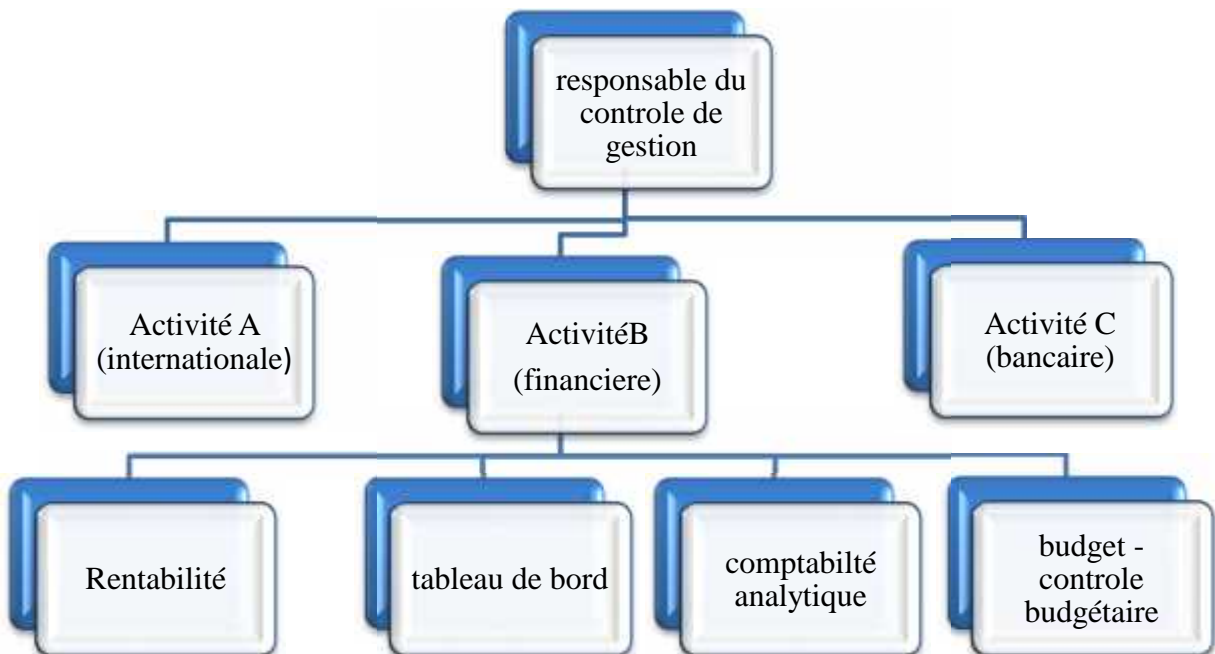 responsable du
controle de
gestion
Activité A
(internationale)
ActivitéB
(financiere)
Activité C
(bancaire)
Rentabilité
tableau de bord
comptabilté
analytique
budget -
controle
budgétaire